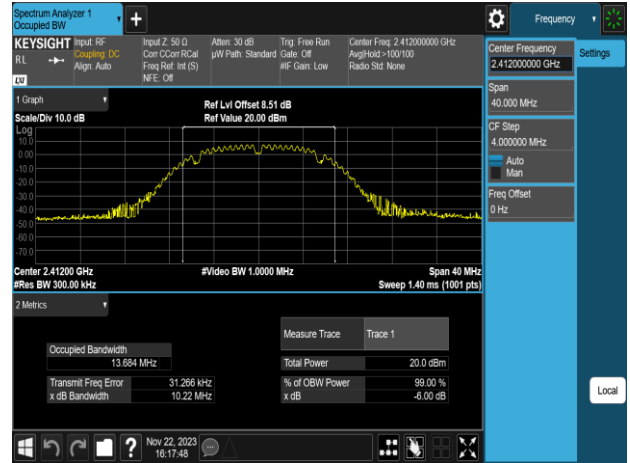 Spectrum Analyzer 1
Occupied BW
Frequency
KEYSIGHT
Input: RF
Coupling: DC
Align: Auto
Input Z: 50 Ω
Corr CCorr RCal
Freq Ref: Int (S)
NFE: Off
Atten: 30 dB
µW Path: Standard
Trig: Free Run
Gate: Off
#IF Gain: Low
Center Freq: 2.412000000 GHz
Avg|Hold:>100/100
Radio Std: None
RL
LXI
Center Frequency
2.412000000 GHz
Settings
Span
40.000 MHz
CF Step
4.000000 MHz
Auto
Man
Freq Offset
0 Hz
1 Graph
Scale/Div 10.0 dB
Ref Lvl Offset 8.51 dB
Ref Value 20.00 dBm
Log
10.0
0.00
-10.0
-20.0
-30.0
-40.0
-50.0
-60.0
-70.0
Center 2.41200 GHz
#Video BW 1.0000 MHz
Span 40 MHz
#Res BW 300.00 kHz
Sweep 1.40 ms (1001 pts)
2 Metrics
Measure Trace Trace 1
Occupied Bandwidth
13.684 MHz
Total Power 20.0 dBm
Transmit Freq Error 31.266 kHz
% of OBW Power 99.00 %
x dB Bandwidth 10.22 MHz
x dB -6.00 dB
Local
?
Nov 22, 2023
16:17:48